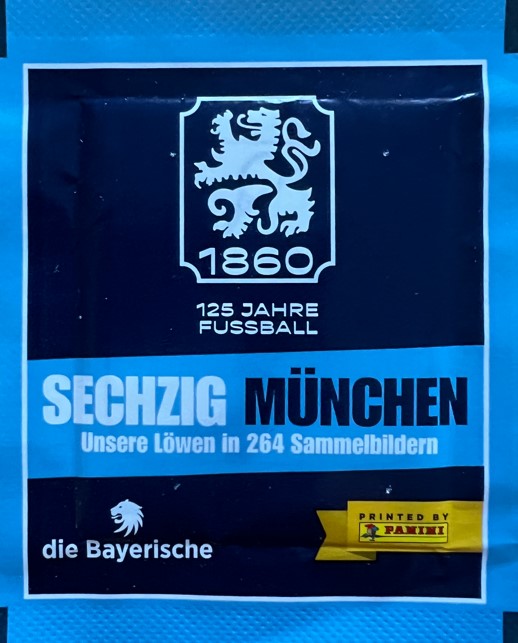 1860
125 JAHRE
FUSSBALL
SECHZIG MÜNCHEN
Unsere Löwen in 264 Sammelbildern
die Bayerische
PRINTED BY
PANINI